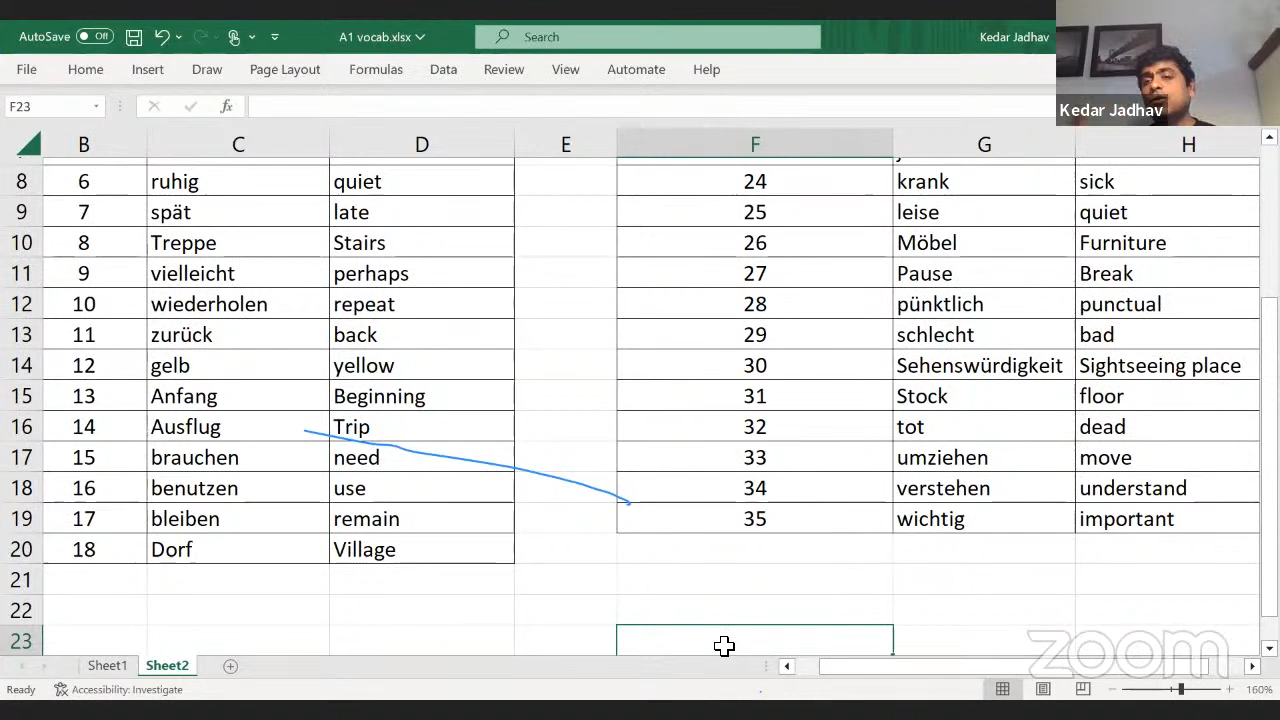 AutoSave Off A1 vocab.xlsx Search Kedar Jadhav
File Home Insert Draw Page Layout Formulas Data Review View Automate Help
Kedar Jadhav
F23 fx
B C D E F G H
8 6 ruhig quiet 24 krank sick
9 7 spät late 25 leise quiet
10 8 Treppe Stairs 26 Möbel Furniture
11 9 vielleicht perhaps 27 Pause Break
12 10 wiederholen repeat 28 pünktlich punctual
13 11 zurück back 29 schlecht bad
14 12 gelb yellow 30 Sehenswürdigkeit Sightseeing place
15 13 Anfang Beginning 31 Stock floor
16 14 Ausflug Trip 32 tot dead
17 15 brauchen need 33 umziehen move
18 16 benutzen use 34 verstehen understand
19 17 bleiben remain 35 wichtig important
20 18 Dorf Village
21
22
23
zoom
Sheet1 Sheet2
Ready Accessibility: Investigate 160%